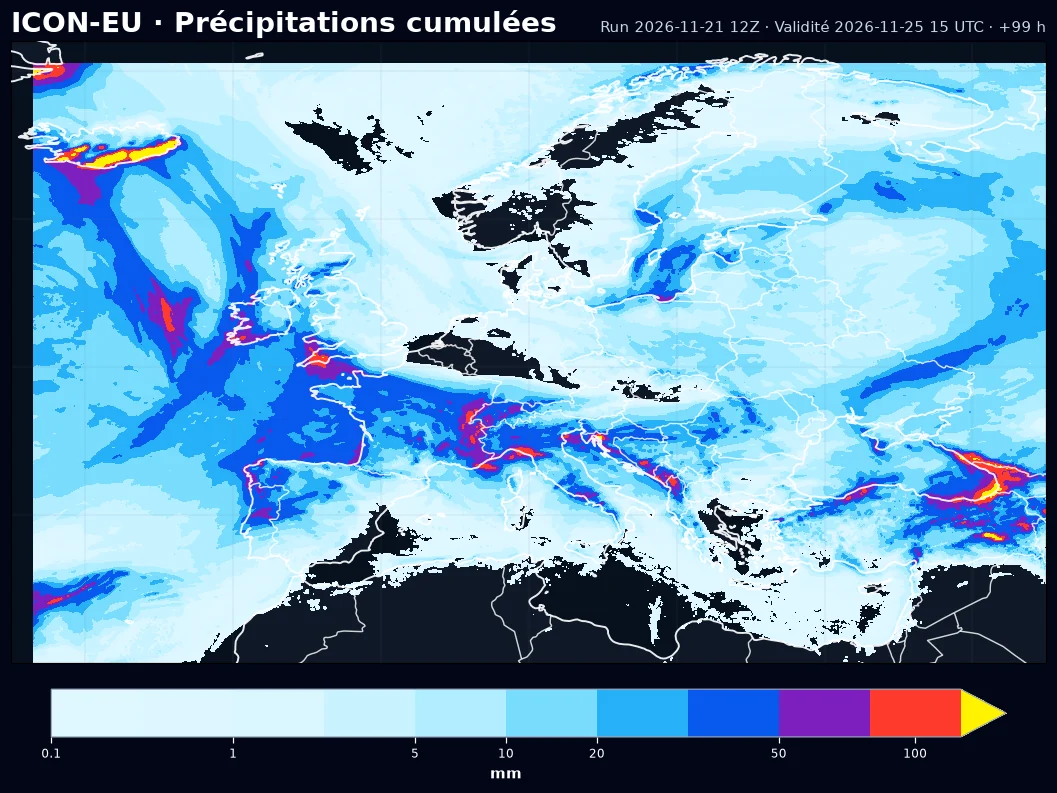 ICON-EU · Précipitations cumulées
Run 2026-11-21 12Z · Validité 2026-11-25 15 UTC · +99 h
0.1 1 5 10 20 50 100
mm